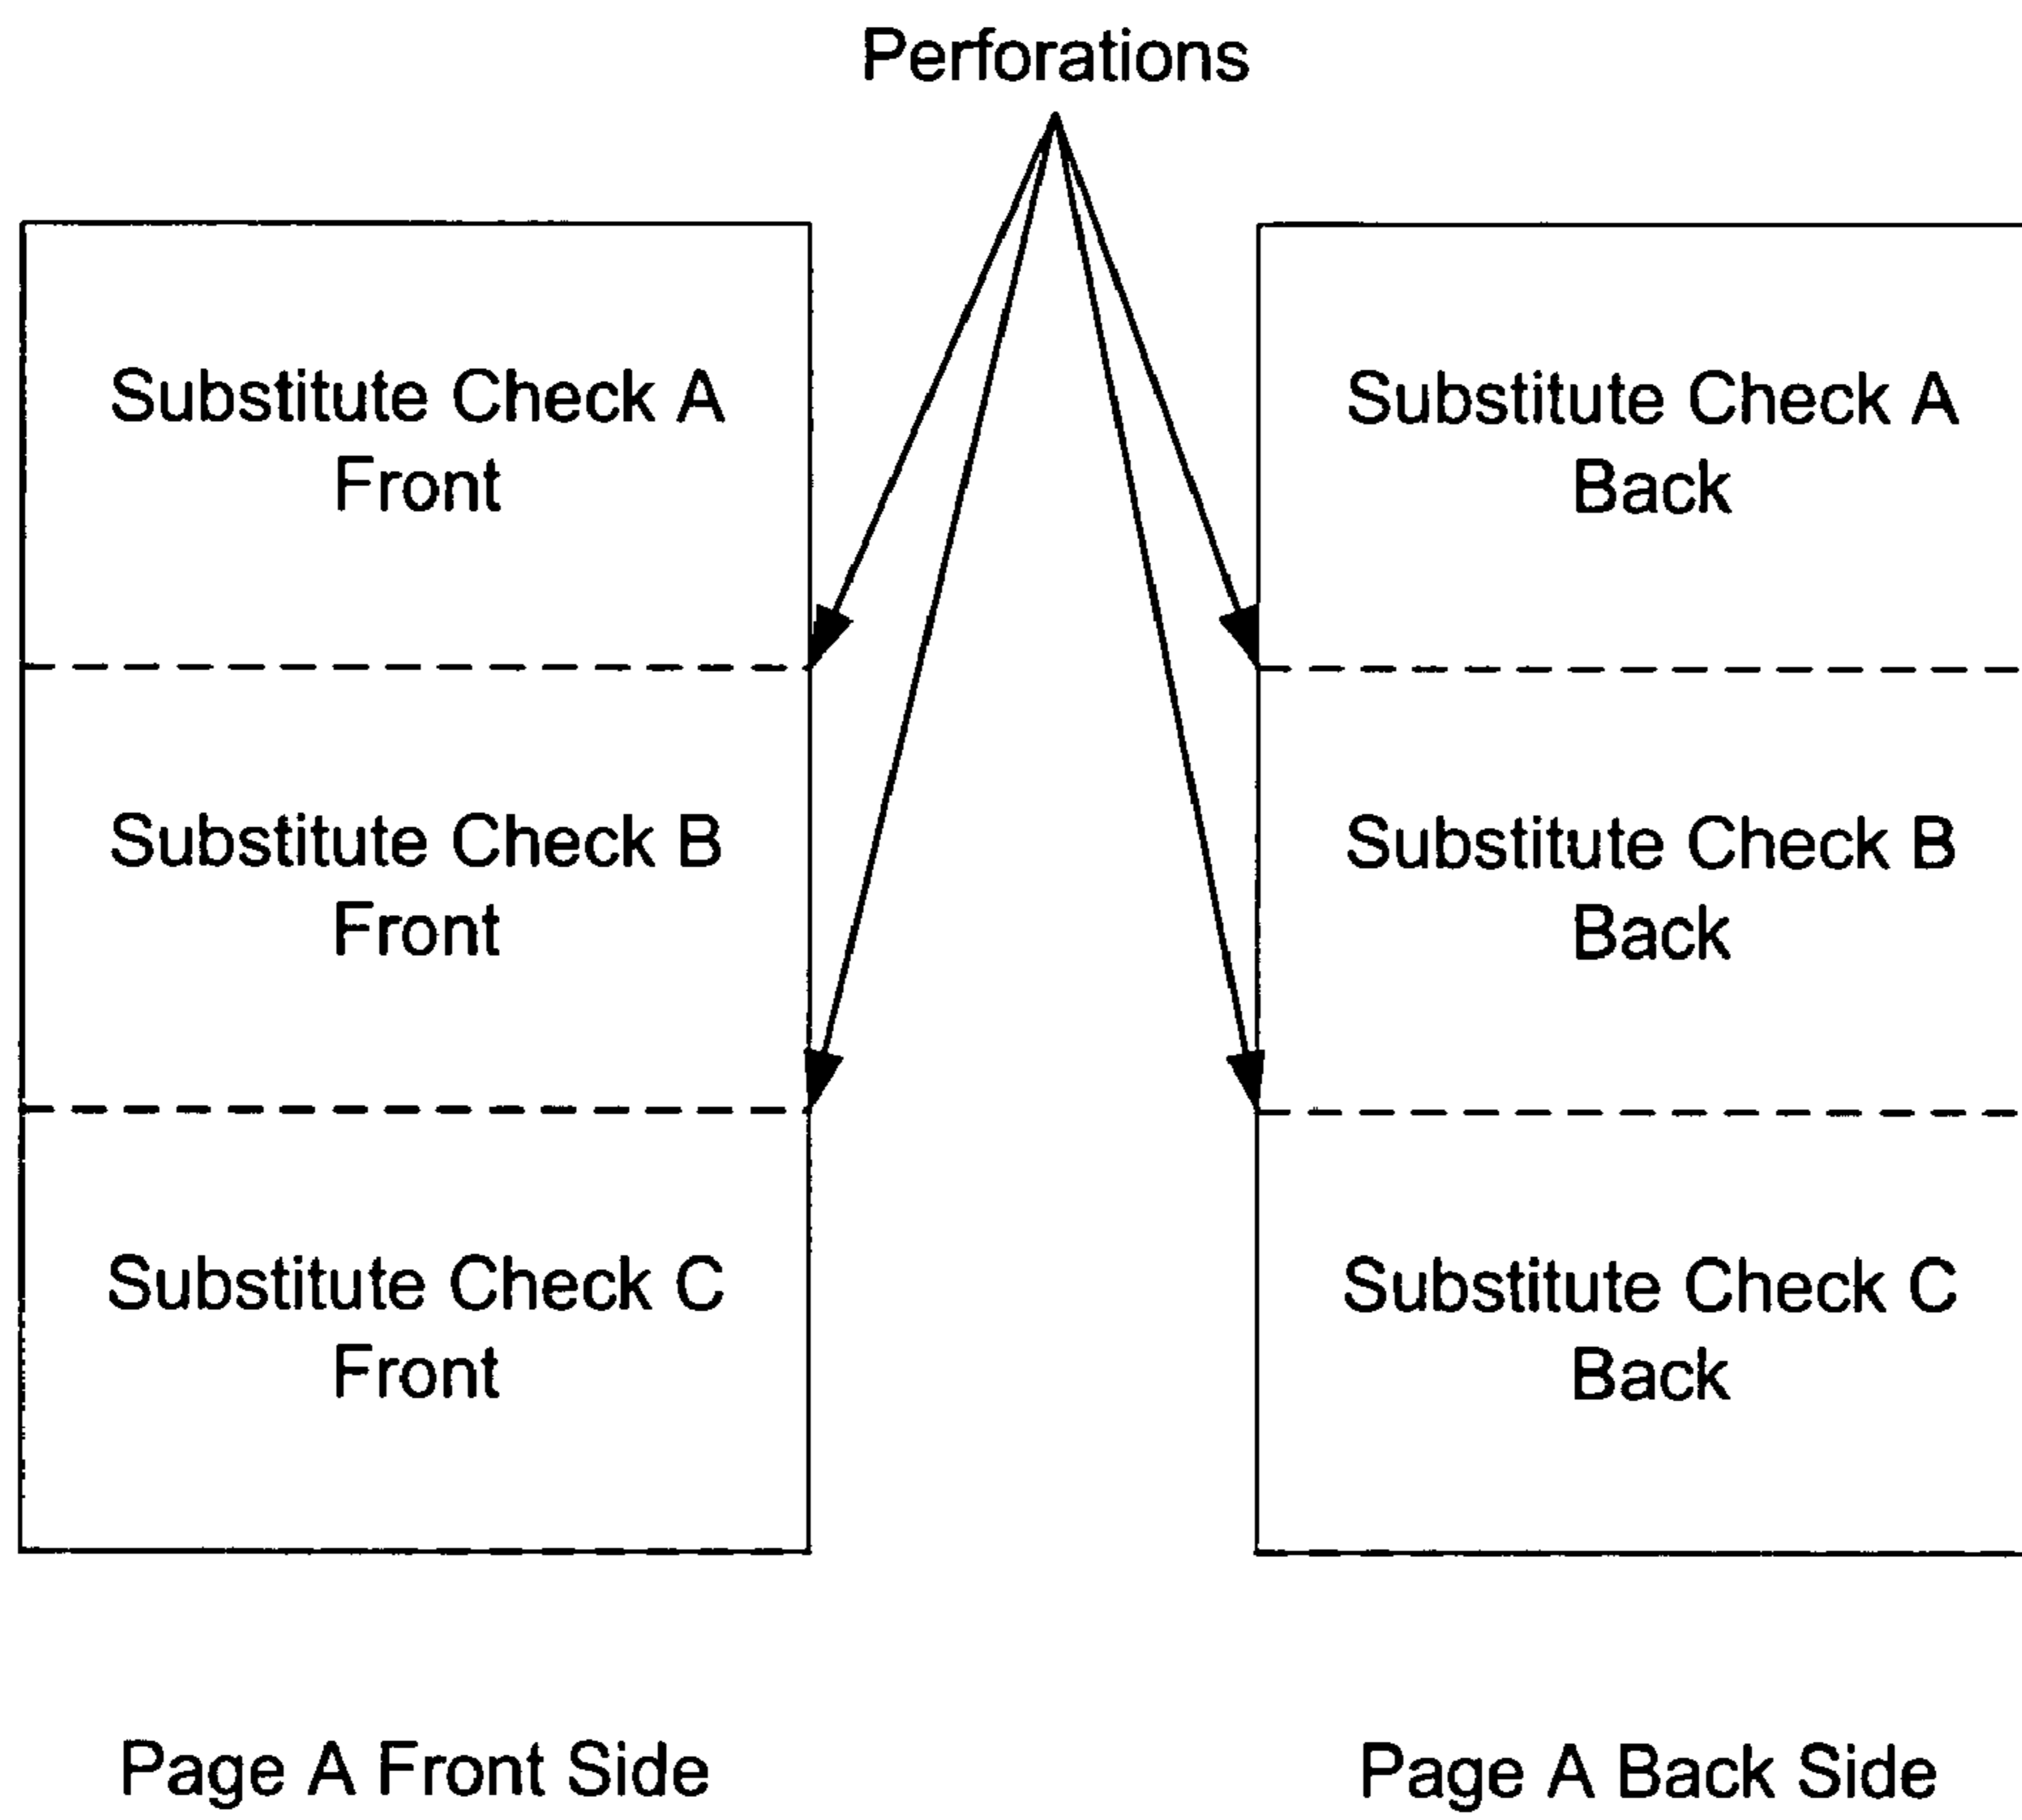 Perforations
Substitute Check A
Front
Substitute Check B
Front
Substitute Check C
Front
Page A Front Side
Substitute Check A
Back
Substitute Check B
Back
Substitute Check C
Back
Page A Back Side